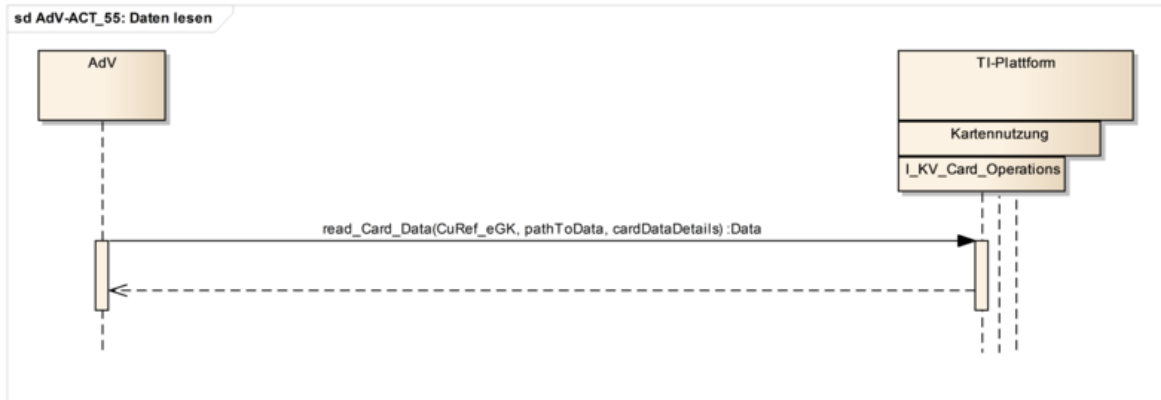 sd AdV-ACT_55: Daten lesen
AdV
TI-Plattform
Kartennutzung
I_KV_Card_Operations
read_Card_Data(CuRef_eGK, pathToData, cardDataDetails) :Data